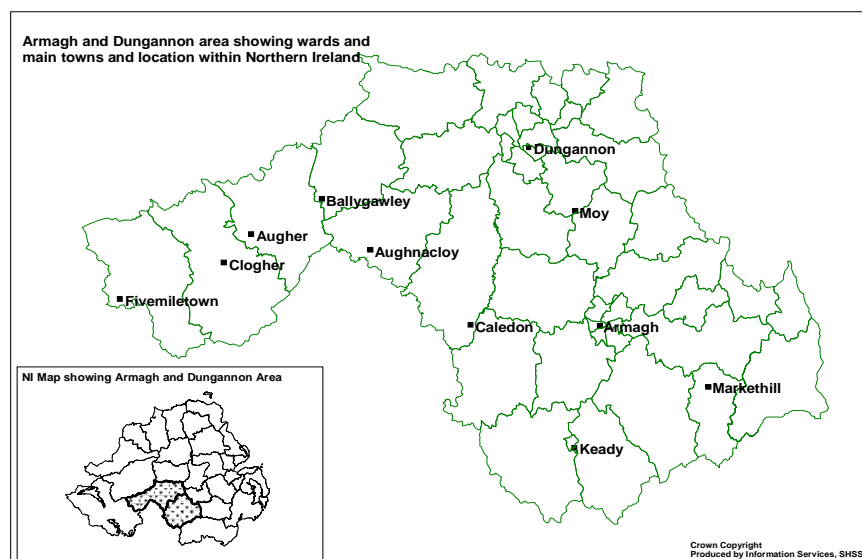 Armagh and Dungannon area showing wards and
main towns and location within Northern Ireland
Dungannon
Ballygawley
Moy
Augher
Aughnacloy
Clogher
Fivemiletown
Caledon
Armagh
Markethill
Keady
NI Map showing Armagh and Dungannon Area
Crown Copyright
Produced by Information Services, SHSS